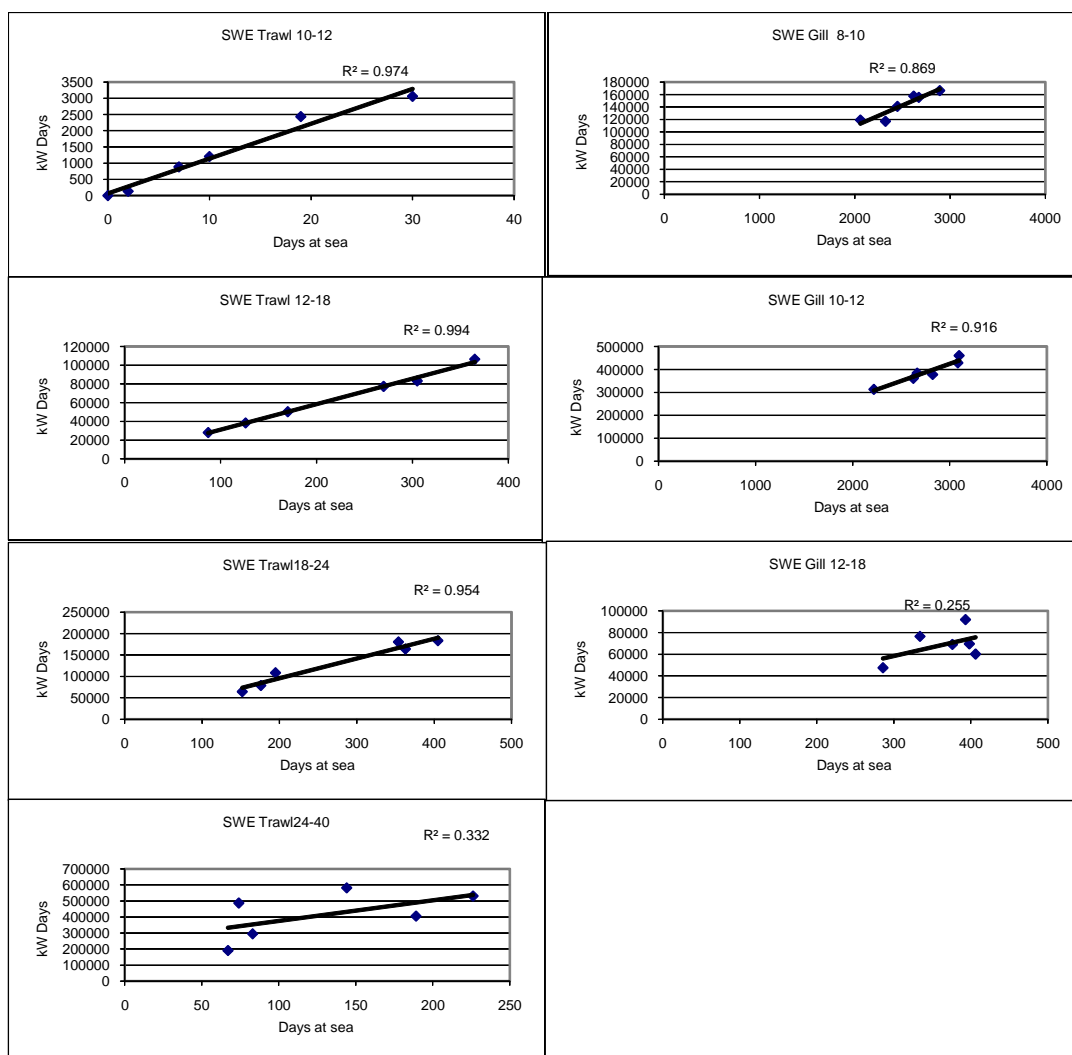 SWE Trawl 10-12
R² = 0.974
3500
3000
2500
2000
1500
1000
500
0
kW Days
0 10 20 30 40
Days at sea
SWE Gill 8-10
R² = 0.869
180000
160000
140000
120000
100000
80000
60000
40000
20000
0
kW Days
0 1000 2000 3000 4000
Days at sea
SWE Trawl 12-18
R² = 0.994
120000
100000
80000
60000
40000
20000
0
kW Days
0 100 200 300 400
Days at sea
SWE Gill 10-12
R² = 0.916
500000
400000
300000
200000
100000
0
kW Days
0 1000 2000 3000 4000
Days at sea
SWE Trawl18-24
R² = 0.954
250000
200000
150000
100000
50000
0
kW Days
0 100 200 300 400 500
Days at sea
SWE Gill 12-18
R² = 0.255
100000
80000
60000
40000
20000
0
kW Days
0 100 200 300 400 500
Days at sea
SWE Trawl24-40
R² = 0.332
700000
600000
500000
400000
300000
200000
100000
0
kW Days
0 50 100 150 200 250
Days at sea